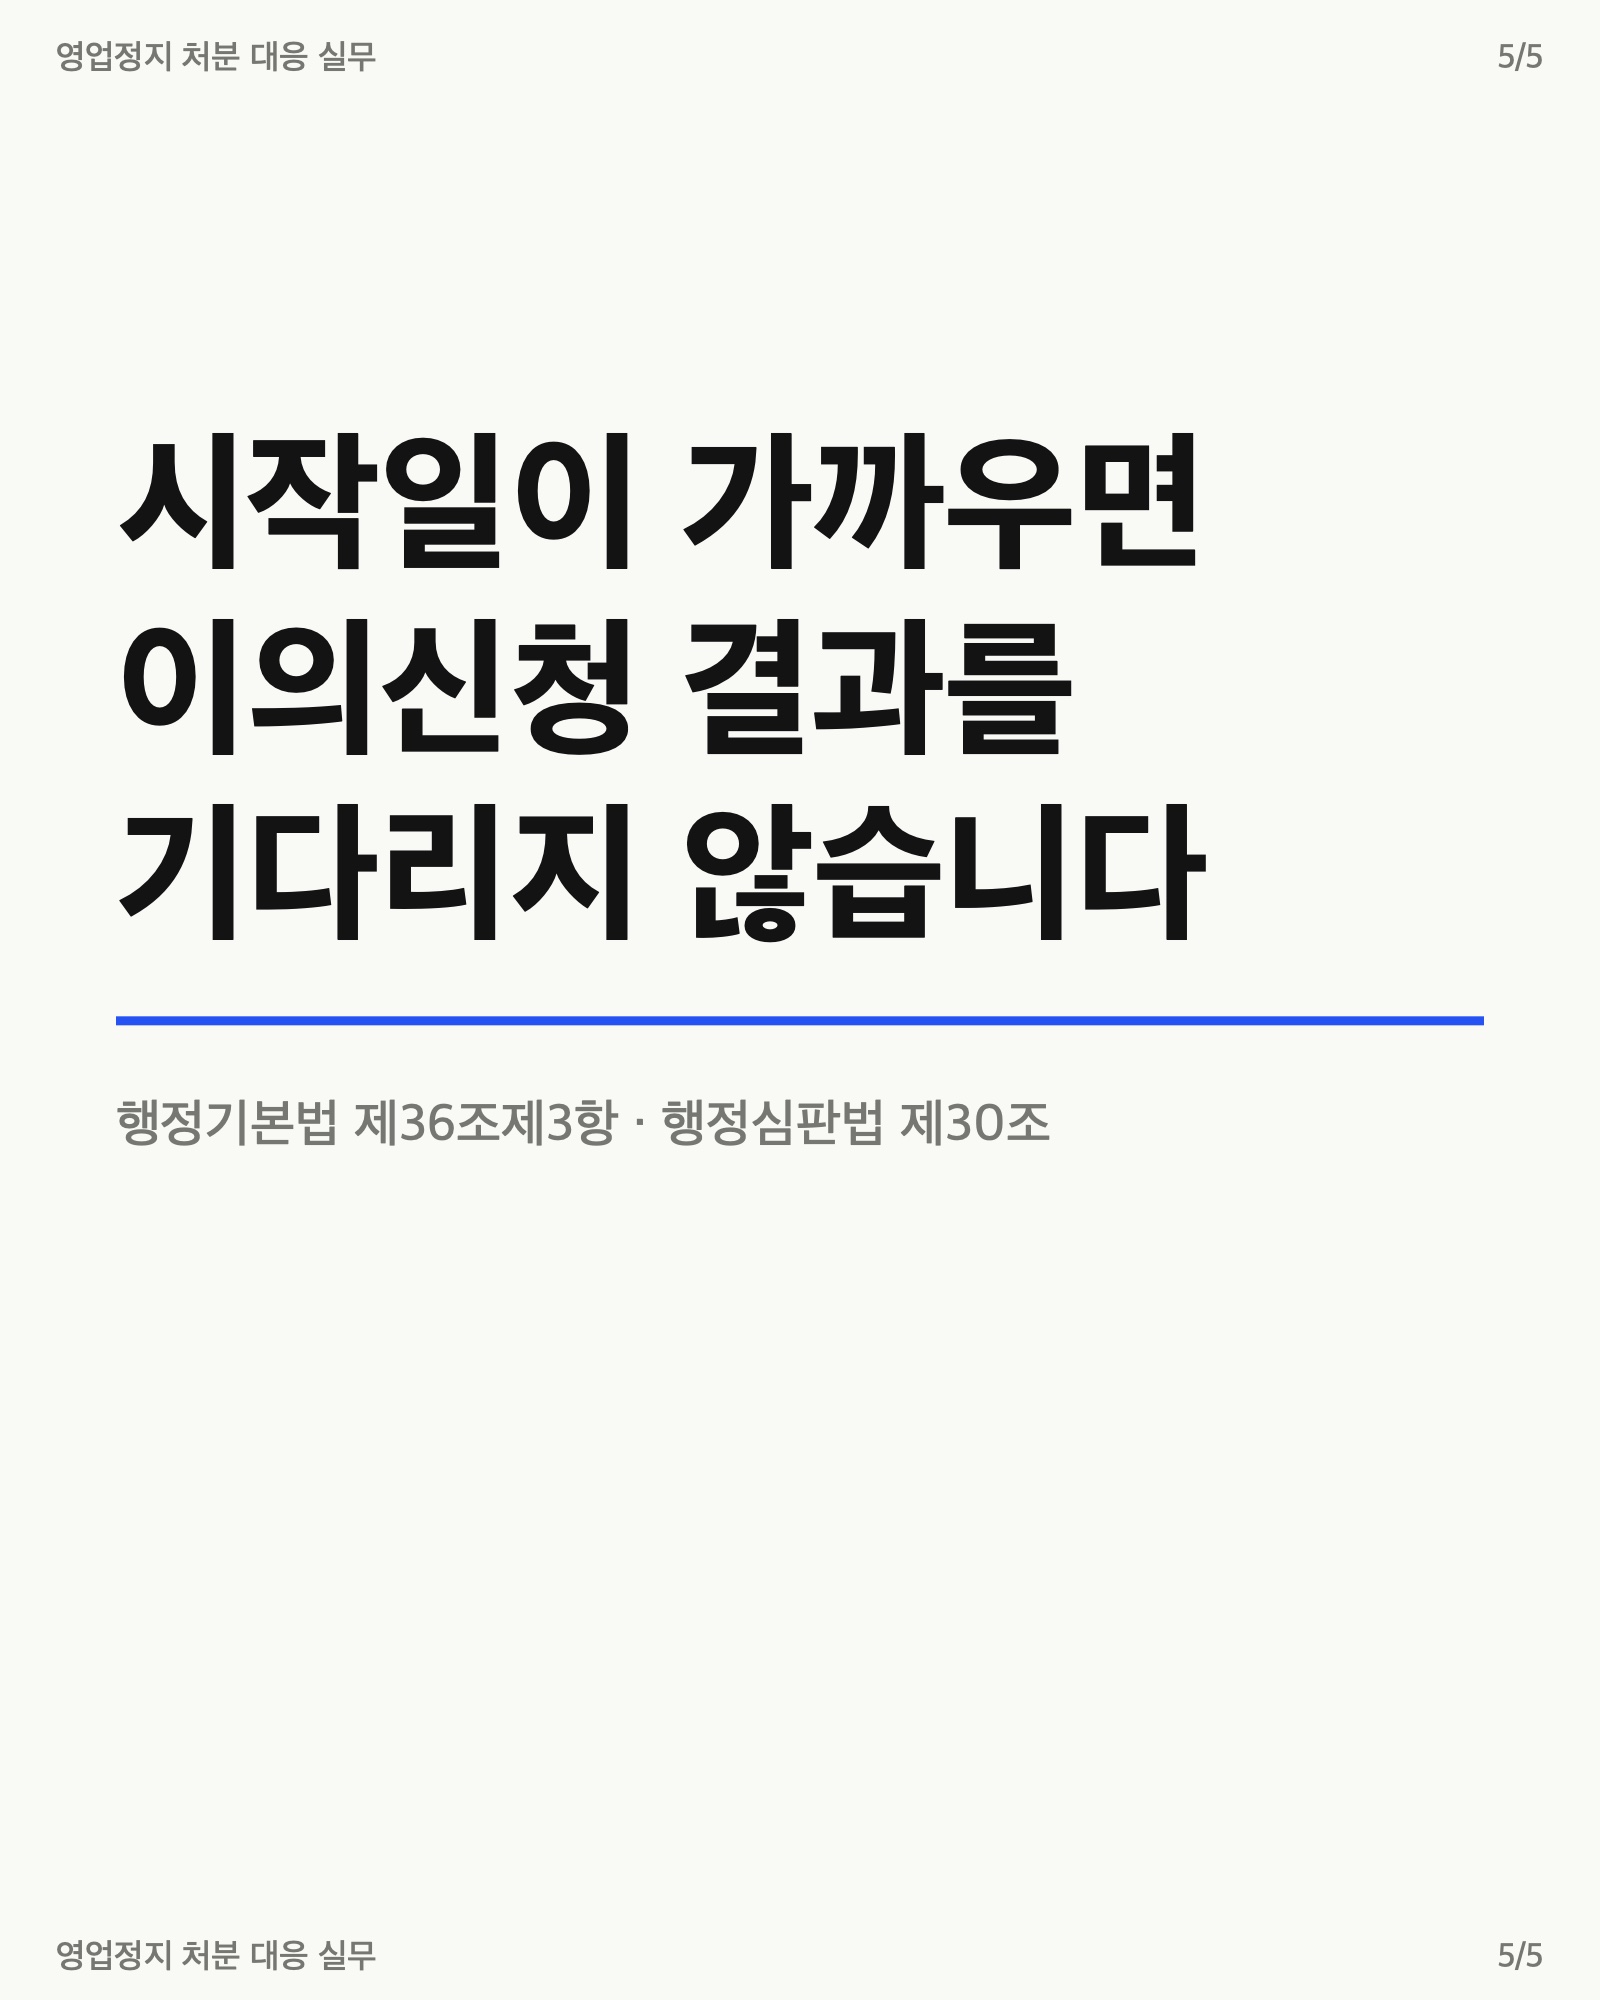 영업정지 처분 대응 실무
5/5
시작일이 가까우면
이의신청 결과를
기다리지 않습니다
행정기본법 제36조제3항 · 행정심판법 제30조
영업정지 처분 대응 실무
5/5